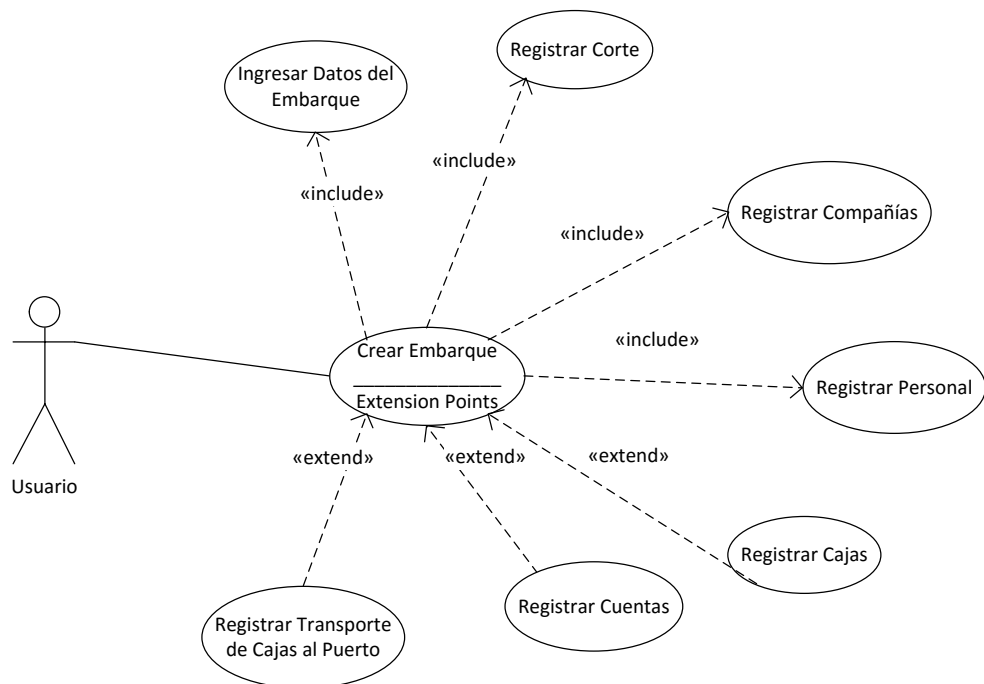 Registrar Corte
Ingresar Datos del
Embarque
«include»
«include»
Registrar Compañías
«include»
«include»
Crear Embarque
Extension Points
Registrar Personal
«extend»
«extend»
«extend»
Usuario
Registrar Cajas
Registrar Cuentas
Registrar Transporte
de Cajas al Puerto